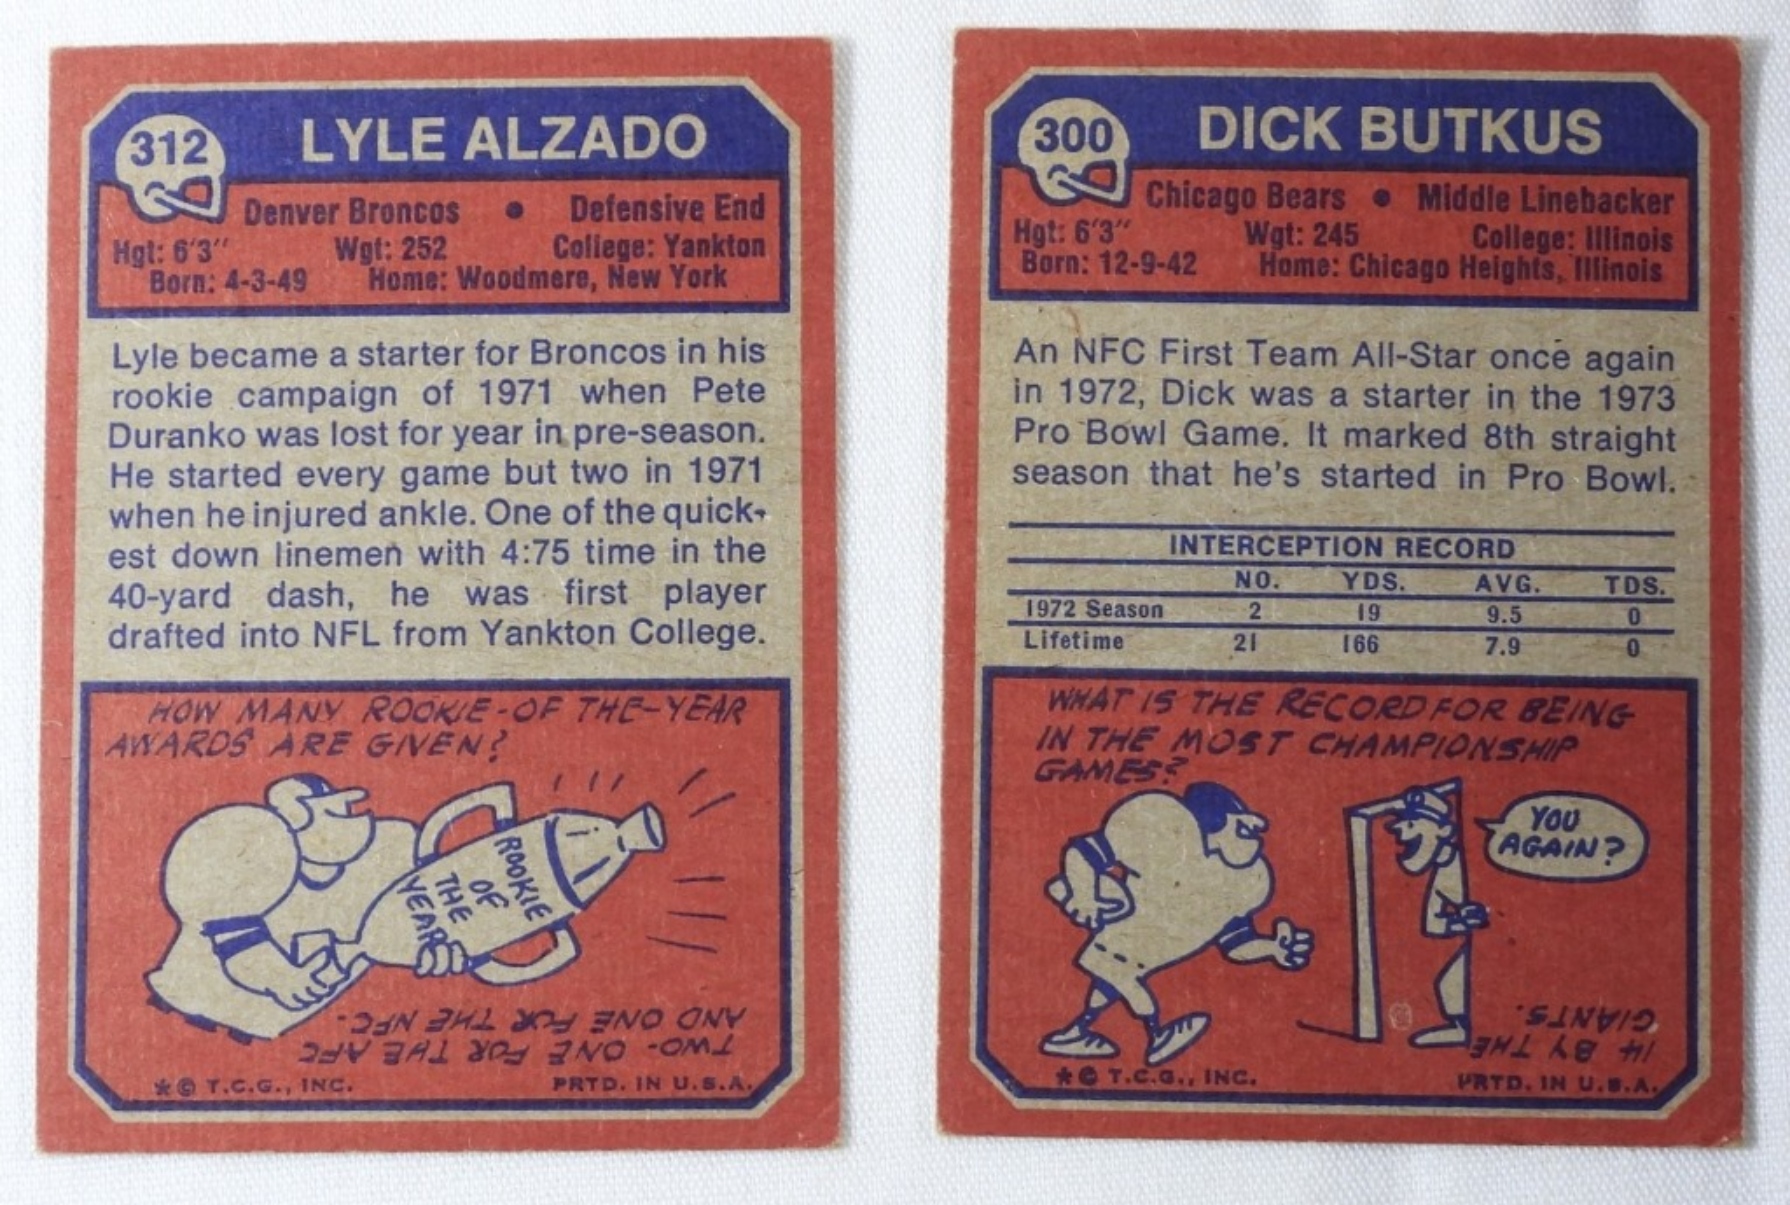 312
LYLE ALZADO
Denver Broncos • Defensive End
Hgt: 6'3" Wgt: 252 College: Yankton
Born: 4-3-49 Home: Woodmere, New York
Lyle became a starter for Broncos in his
rookie campaign of 1971 when Pete
Duranko was lost for year in pre-season.
He started every game but two in 1971
when he injured ankle. One of the quick-
est down linemen with 4:75 time in the
40-yard dash, he was first player
drafted into NFL from Yankton College.
HOW MANY ROOKIE-OF THE-YEAR
AWARDS ARE GIVEN?
ROOKIE
OF
THE
YEAR
TWO- ONE FOR THE AFC
AND ONE FOR THE NFC.
* © T.C.G., INC. PRTD. IN U.S.A.
300
DICK BUTKUS
Chicago Bears • Middle Linebacker
Hgt: 6'3" Wgt: 245 College: Illinois
Born: 12-9-42 Home: Chicago Heights, Illinois
An NFC First Team All-Star once again
in 1972, Dick was a starter in the 1973
Pro Bowl Game. It marked 8th straight
season that he's started in Pro Bowl.
INTERCEPTION RECORD
NO. YDS. AVG. TDS.
1972 Season 2 19 9.5 0
Lifetime 21 166 7.9 0
WHAT IS THE RECORD FOR BEING
IN THE MOST CHAMPIONSHIP
GAMES?
YOU
AGAIN?
14 BY THE
GIANTS.
* © T.C.G., INC. PRTD. IN U.S.A.